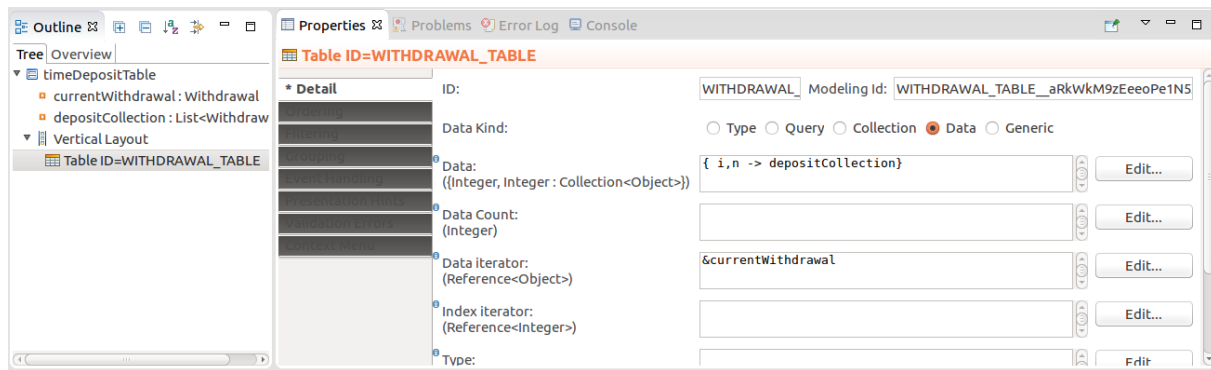 Outline
Properties Problems Error Log Console
Tree Overview
Table ID=WITHDRAWAL_TABLE
timeDepositTable
currentWithdrawal : Withdrawal
depositCollection : List<Withdraw
Vertical Layout
Table ID=WITHDRAWAL_TABLE
* Detail
Ordering
Filtering
Grouping
Event Handling
Presentation Hints
Validation Errors
Context Menu
ID: WITHDRAWAL_ Modeling Id: WITHDRAWAL_TABLE__aRkWkM9zEeeoPe1N5
Data Kind: Type Query Collection Data Generic
Data: { i,n -> depositCollection} Edit...
({Integer, Integer : Collection<Object>})
Data Count: Edit...
(Integer)
Data iterator: &currentWithdrawal Edit...
(Reference<Object>)
Index iterator: Edit...
(Reference<Integer>)
Type: Edit